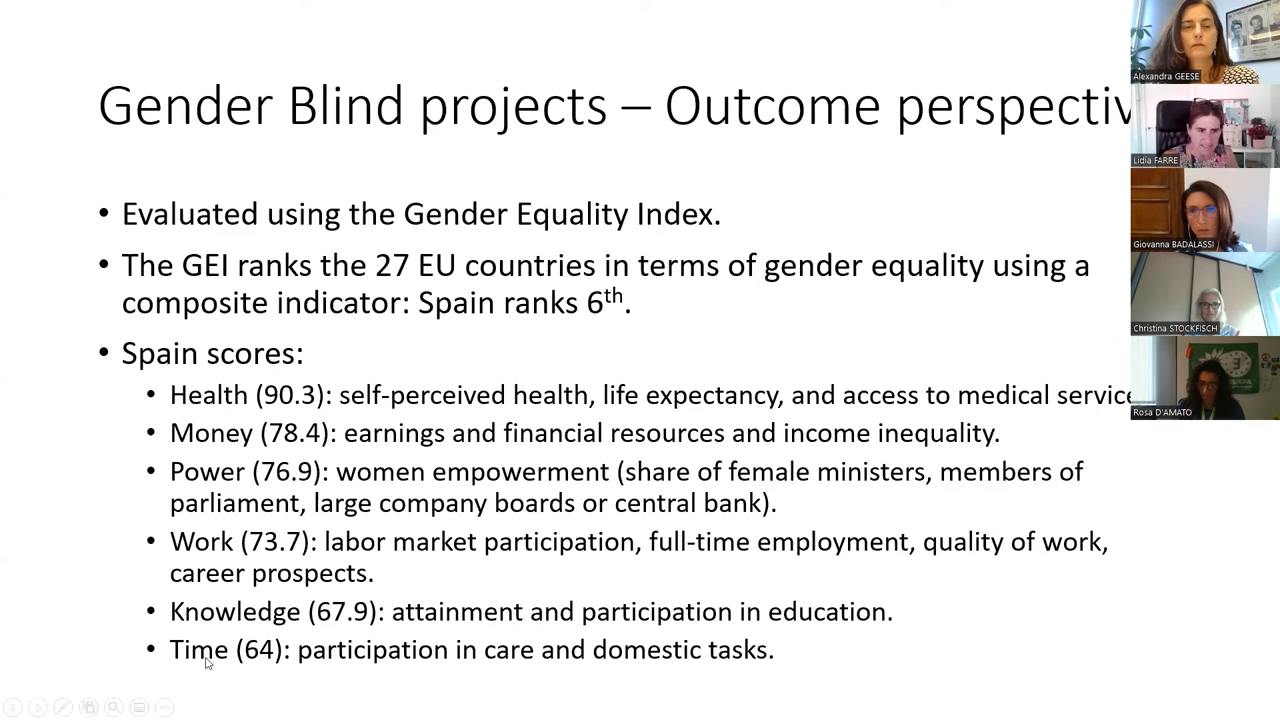 Gender Blind projects – Outcome perspectiv
• Evaluated using the Gender Equality Index.
• The GEI ranks the 27 EU countries in terms of gender equality using a
composite indicator: Spain ranks 6th.
• Spain scores:
• Health (90.3): self-perceived health, life expectancy, and access to medical service
• Money (78.4): earnings and financial resources and income inequality.
• Power (76.9): women empowerment (share of female ministers, members of
parliament, large company boards or central bank).
• Work (73.7): labor market participation, full-time employment, quality of work,
career prospects.
• Knowledge (67.9): attainment and participation in education.
• Time (64): participation in care and domestic tasks.
Alexandra GEESE
Lidia FARRE
Giovanna BADALASSI
Christina STOCKFISCH
Rosa D'AMATO